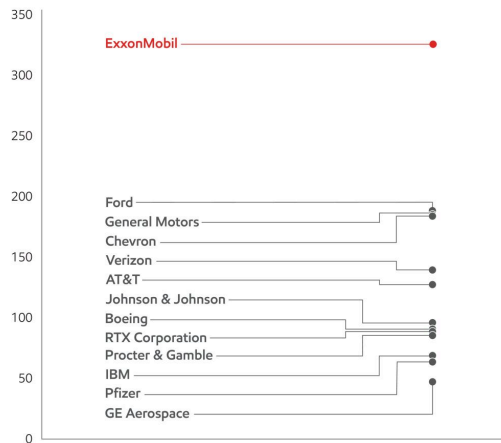 350
ExxonMobil
300
250
200
Ford
General Motors
Chevron
150
Verizon
AT&T
Johnson & Johnson
100
Boeing
RTX Corporation
Procter & Gamble
IBM
50
Pfizer
GE Aerospace
0